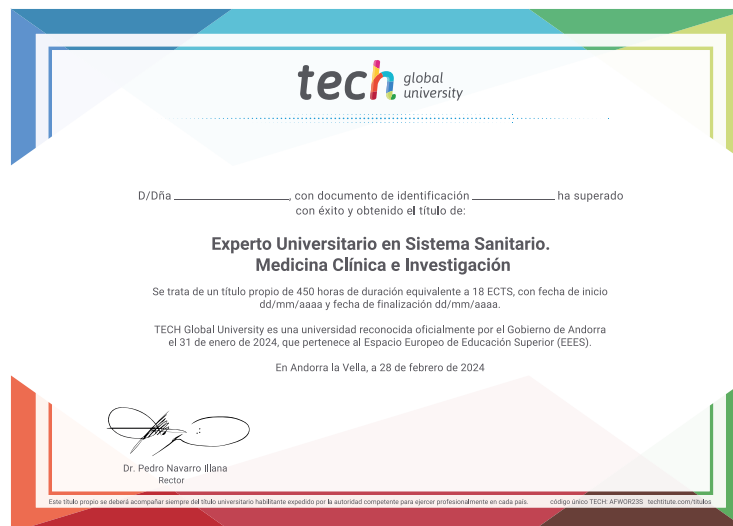 tech global university
D/Dña ____________________, con documento de identificación ______________ ha superado
con éxito y obtenido el título de:
Experto Universitario en Sistema Sanitario.
Medicina Clínica e Investigación
Se trata de un título propio de 450 horas de duración equivalente a 18 ECTS, con fecha de inicio
dd/mm/aaaa y fecha de finalización dd/mm/aaaa.
TECH Global University es una universidad reconocida oficialmente por el Gobierno de Andorra
el 31 de enero de 2024, que pertenece al Espacio Europeo de Educación Superior (EEES).
En Andorra la Vella, a 28 de febrero de 2024
Dr. Pedro Navarro Illana
Rector
Este título propio se deberá acompañar siempre del título universitario habilitante expedido por la autoridad competente para ejercer profesionalmente en cada país. código único TECH: AFWOR23S techtitute.com/titulos